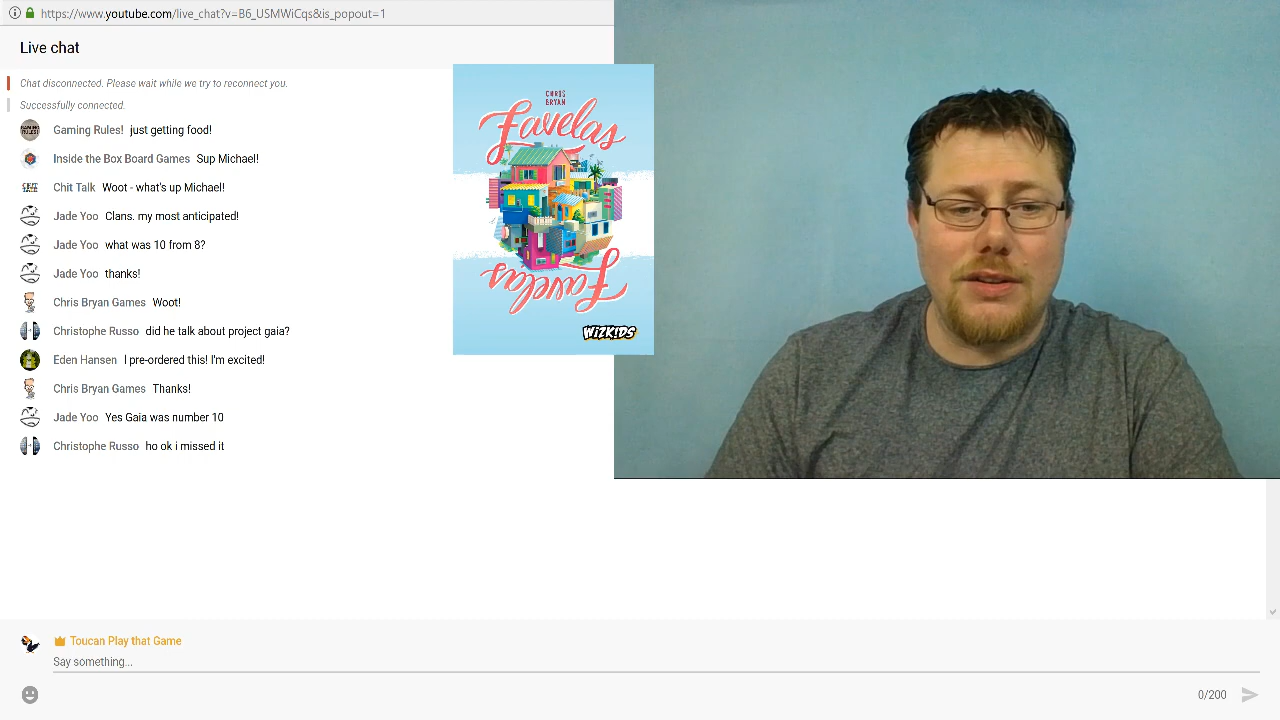 https://www.youtube.com/live_chat?v=B6_USMWiCqs&is_popout=1
Live chat
Chat disconnected. Please wait while we try to reconnect you.
Successfully connected.
Gaming Rules! just getting food!
Inside the Box Board Games Sup Michael!
Chit Talk Woot - what's up Michael!
Jade Yoo Clans. my most anticipated!
Jade Yoo what was 10 from 8?
Jade Yoo thanks!
Chris Bryan Games Woot!
Christophe Russo did he talk about project gaia?
Eden Hansen I pre-ordered this! I'm excited!
Chris Bryan Games Thanks!
Jade Yoo Yes Gaia was number 10
Christophe Russo ho ok i missed it
CHRIS
BRYAN
Favelas
Favelas
WIZKIDS
Toucan Play that Game
Say something...
0/200